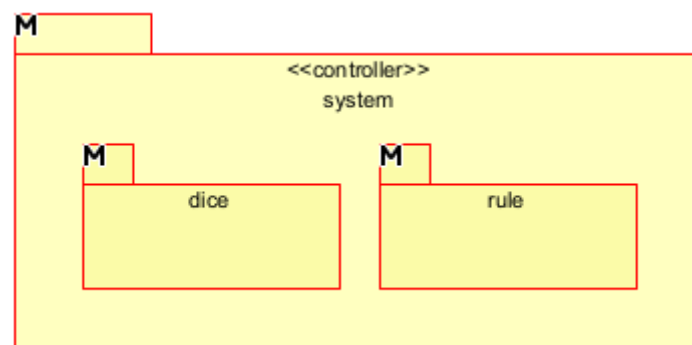 M
<<controller>>
system
M
M
dice
rule